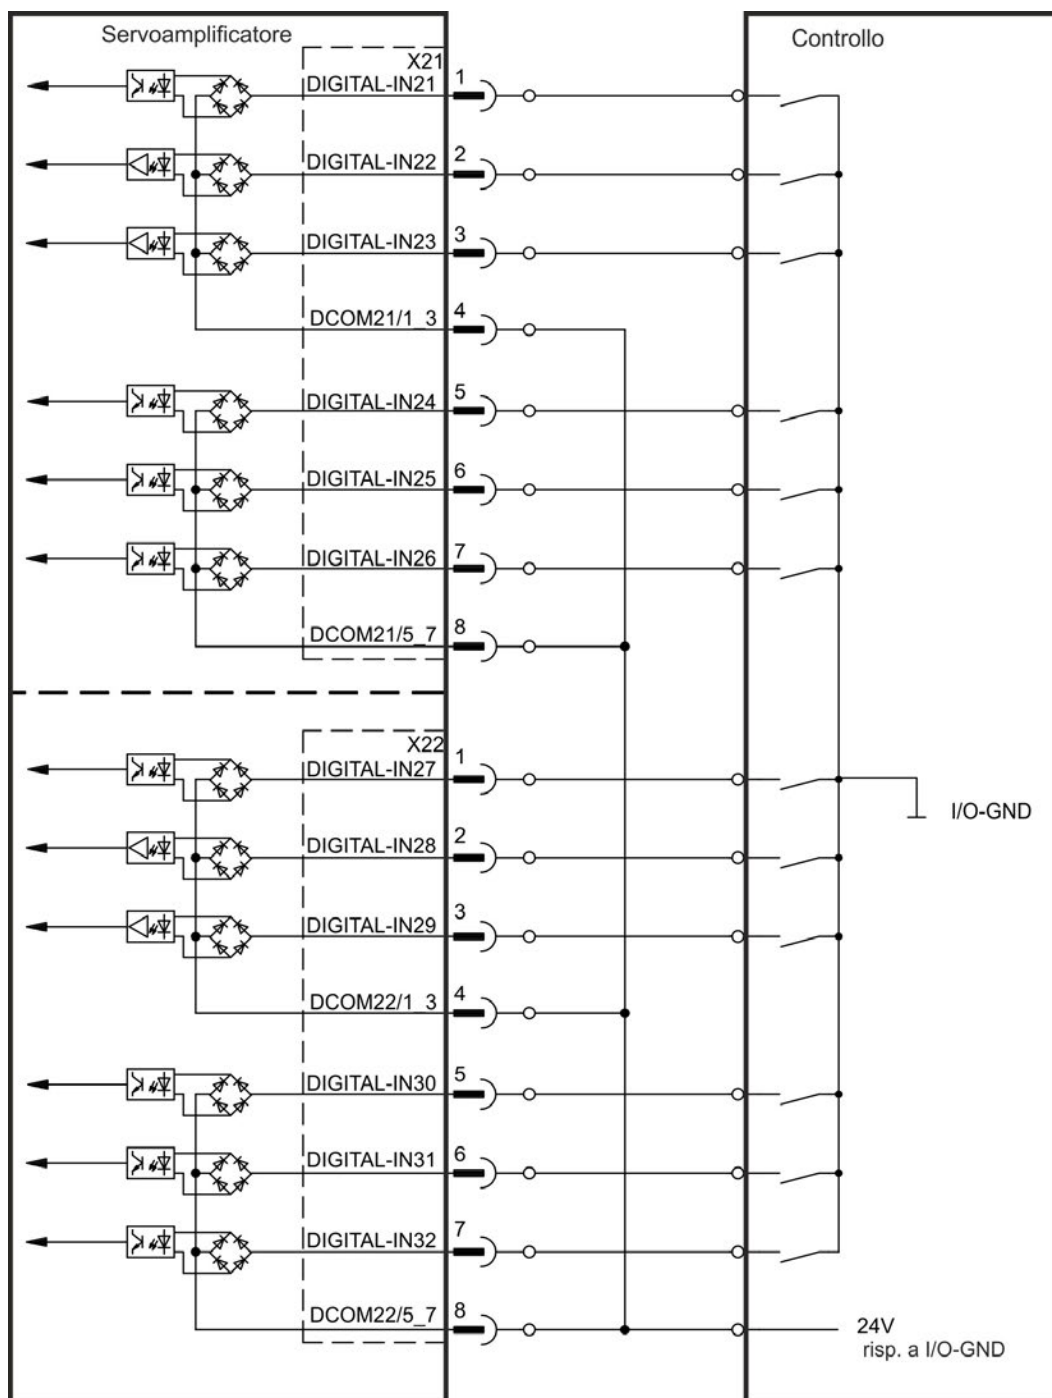 Servoamplificatore
Controllo
X21
DIGITAL-IN21 1
DIGITAL-IN22 2
DIGITAL-IN23 3
DCOM21/1_3 4
DIGITAL-IN24 5
DIGITAL-IN25 6
DIGITAL-IN26 7
DCOM21/5_7 8
X22
DIGITAL-IN27 1
I/O-GND
DIGITAL-IN28 2
DIGITAL-IN29 3
DCOM22/1_3 4
DIGITAL-IN30 5
DIGITAL-IN31 6
DIGITAL-IN32 7
DCOM22/5_7 8
24V
risp. a I/O-GND